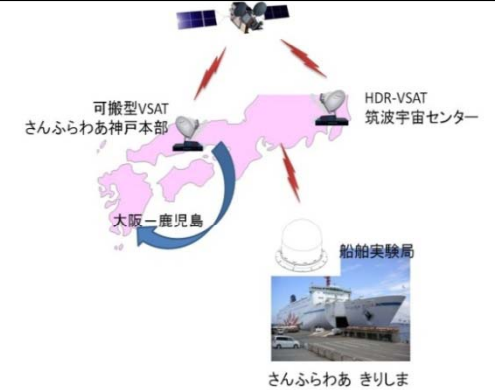 可搬型VSAT
さんふらわあ神戸本部
HDR-VSAT
筑波宇宙センター
大阪－鹿児島
船舶実験局
さんふらわあ きりしま